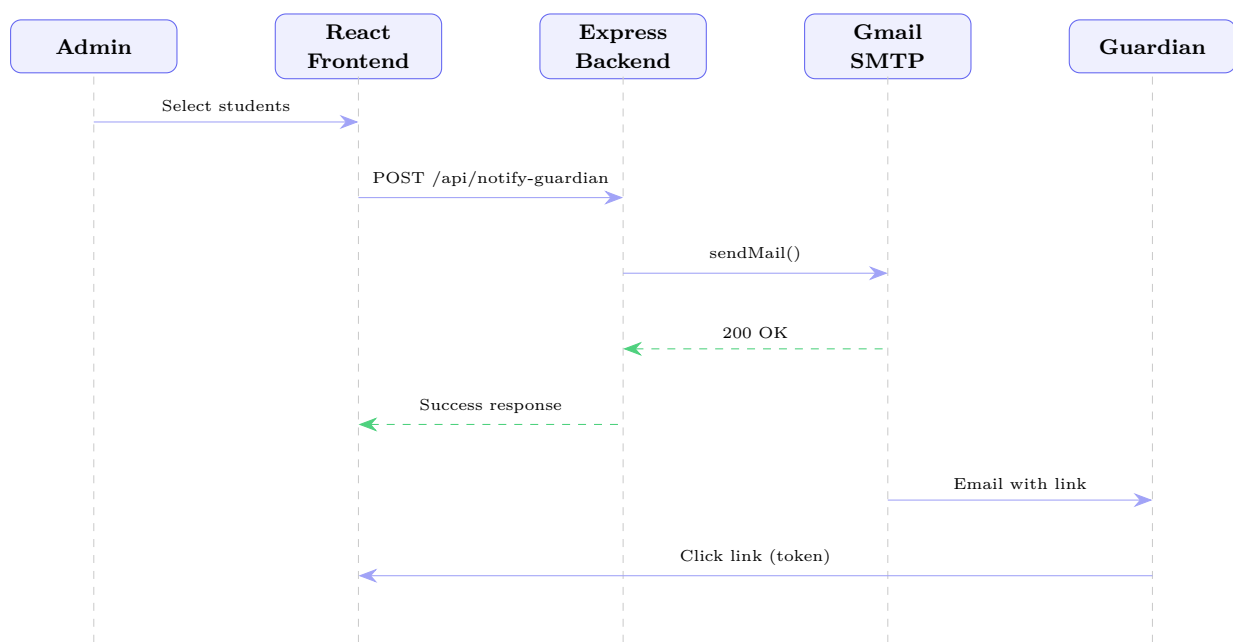 Admin
React
Frontend
Express
Backend
Gmail
SMTP
Guardian
Select students
POST /api/notify-guardian
sendMail()
200 OK
Success response
Email with link
Click link (token)